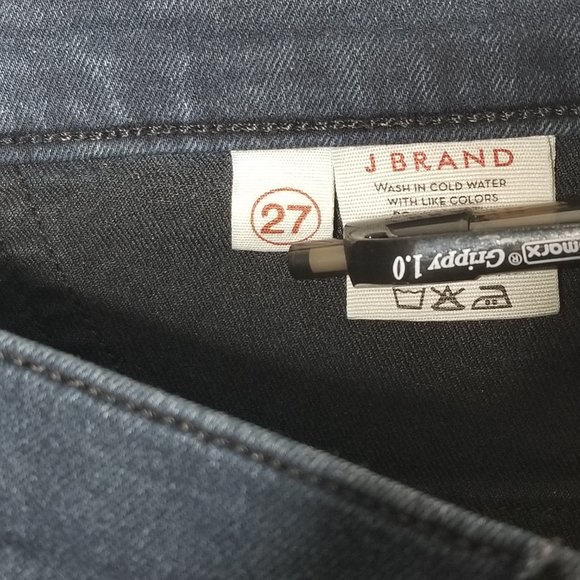 27
J BRAND
WASH IN COLD WATER
WITH LIKE COLORS
marx® Grippy 1.0